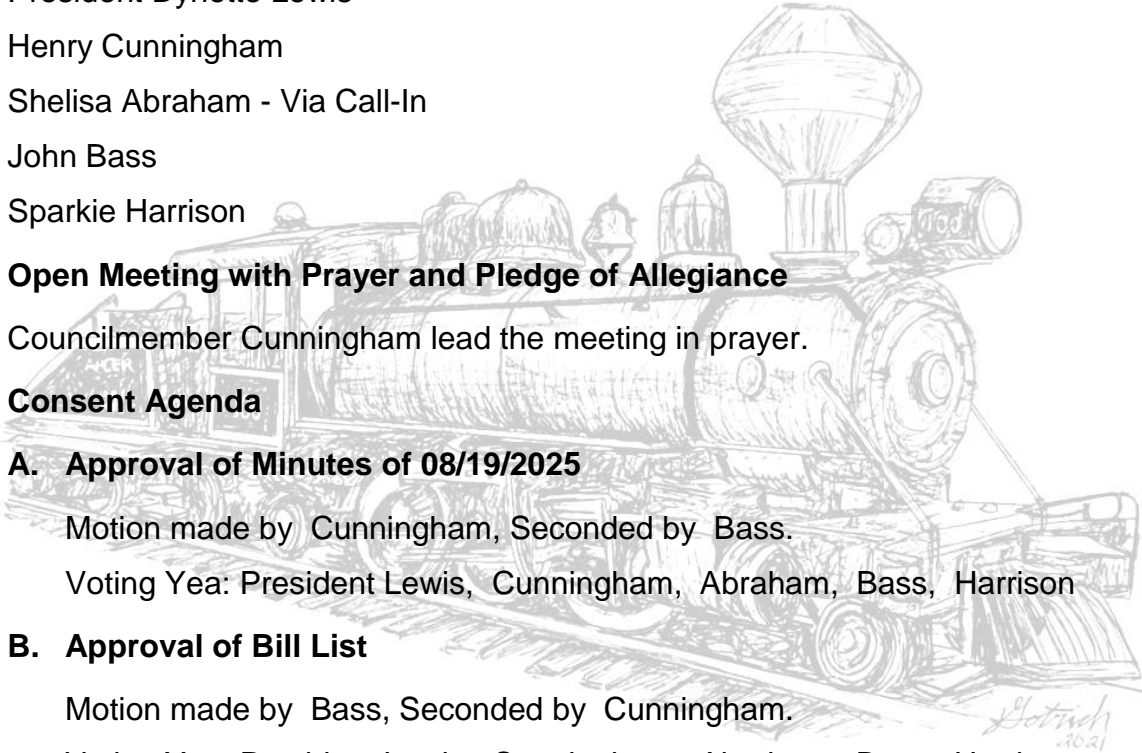 Henry Cunningham
Shelisa Abraham - Via Call-In
John Bass
Sparkie Harrison
Open Meeting with Prayer and Pledge of Allegiance
Councilmember Cunningham lead the meeting in prayer.
Consent Agenda
A. Approval of Minutes of 08/19/2025
Motion made by Cunningham, Seconded by Bass.
Voting Yea: President Lewis, Cunningham, Abraham, Bass, Harrison
B. Approval of Bill List
Motion made by Bass, Seconded by Cunningham.
2021